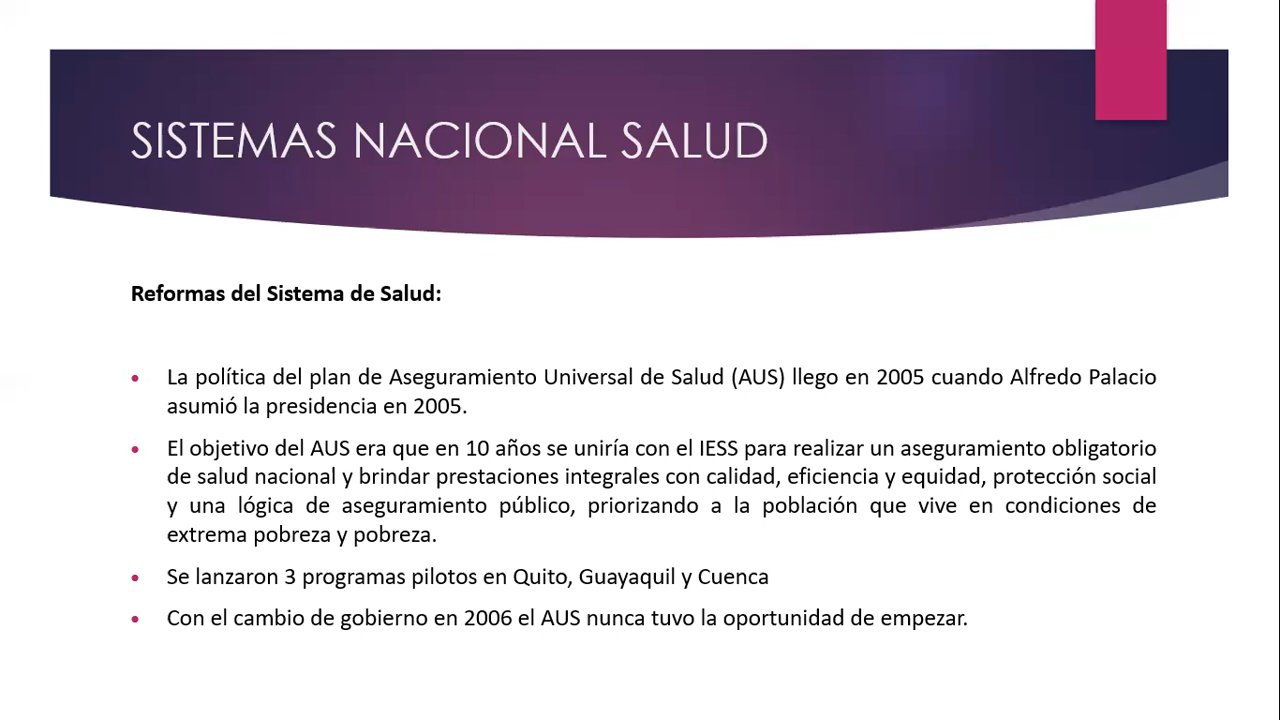 SISTEMAS NACIONAL SALUD
Reformas del Sistema de Salud:
• La política del plan de Aseguramiento Universal de Salud (AUS) llego en 2005 cuando Alfredo Palacio
asumió la presidencia en 2005.
• El objetivo del AUS era que en 10 años se uniría con el IESS para realizar un aseguramiento obligatorio
de salud nacional y brindar prestaciones integrales con calidad, eficiencia y equidad, protección social
y una lógica de aseguramiento público, priorizando a la población que vive en condiciones de
extrema pobreza y pobreza.
• Se lanzaron 3 programas pilotos en Quito, Guayaquil y Cuenca
• Con el cambio de gobierno en 2006 el AUS nunca tuvo la oportunidad de empezar.